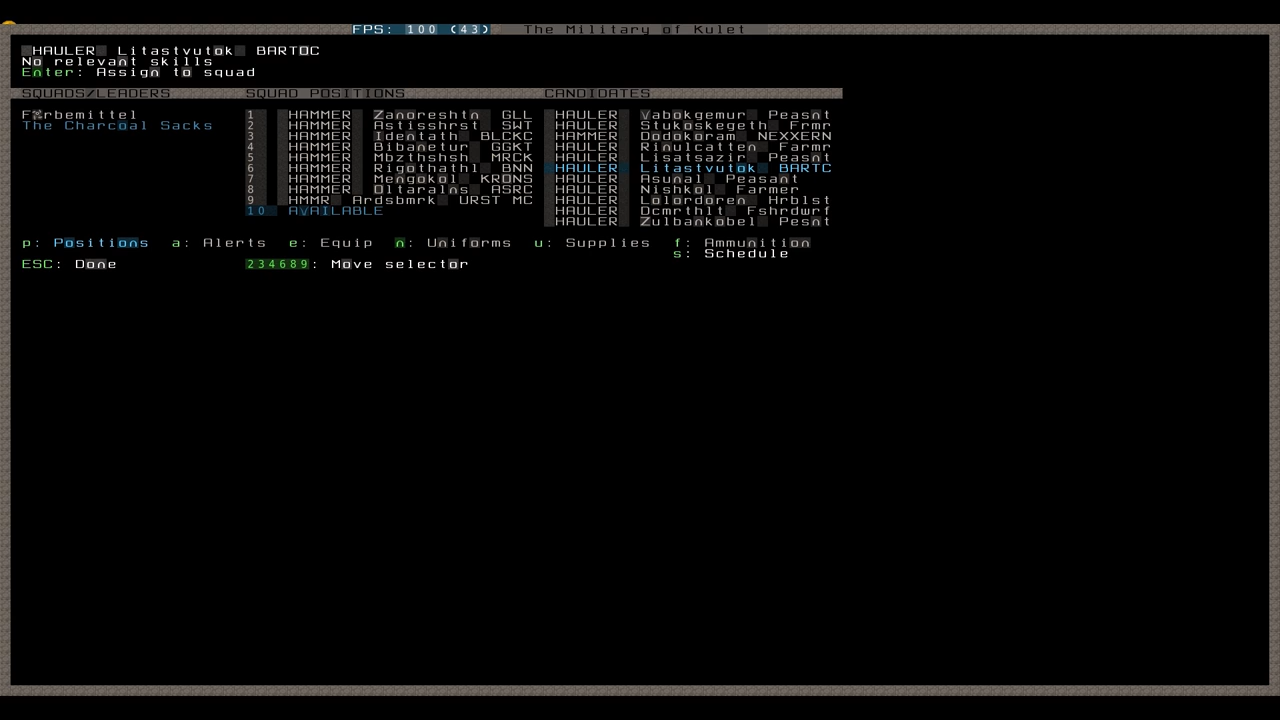 FPS: 100 (43) The Military of Kulet
HAULER Litastvutok BARTOC
No relevant skills
Enter: Assign to squad
SQUADS/LEADERS SQUAD POSITIONS CANDIDATES
1 HAMMER Zanoreshtn GLL HAULER Vabokgemur Peasnt
The Charcoal Sacks 2 HAMMER Astisshrst SWT HAULER Stukoskegeth Frmr
3 HAMMER Identath BLCKC HAMMER Dodokoram NEXXERN
4 HAMMER Bibanetur GGKT HAULER Rinulcatten Farmr
5 HAMMER Mbzthshsh MRCK HAULER Lisatsazir Peasnt
6 HAMMER Rigothathl BNN HAULER Litastvutok BARTC
7 HAMMER Mengokol KRONS HAULER Asunal Peasant
8 HAMMER Oltaralns ASRC HAULER Nishkol Farmer
9 HMMR Ardsbmrk URST MC HAULER Lolordoren Hrblst
10 AVAILABLE HAULER Dcmrthlt Fshrdwrf
HAULER Zulbankobel Pesnt
p: Positions a: Alerts e: Equip n: Uniforms u: Supplies f: Ammunition
s: Schedule
ESC: Done 234689: Move selector